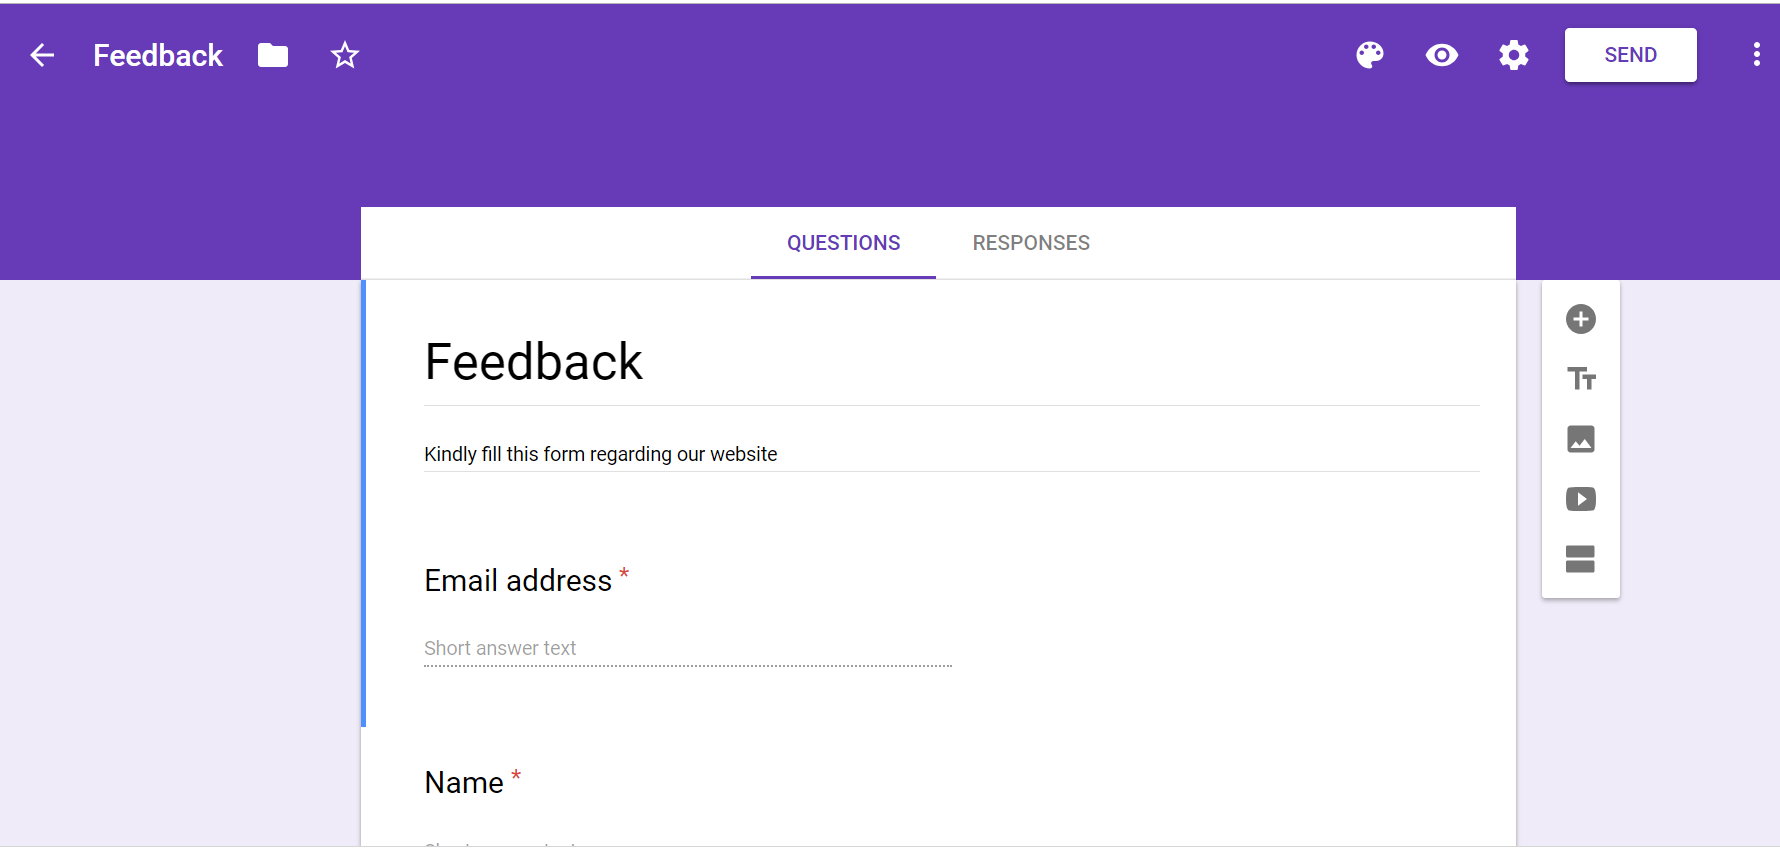 Feedback
SEND
QUESTIONS RESPONSES
Feedback
Kindly fill this form regarding our website
Email address *
Short answer text
Name *